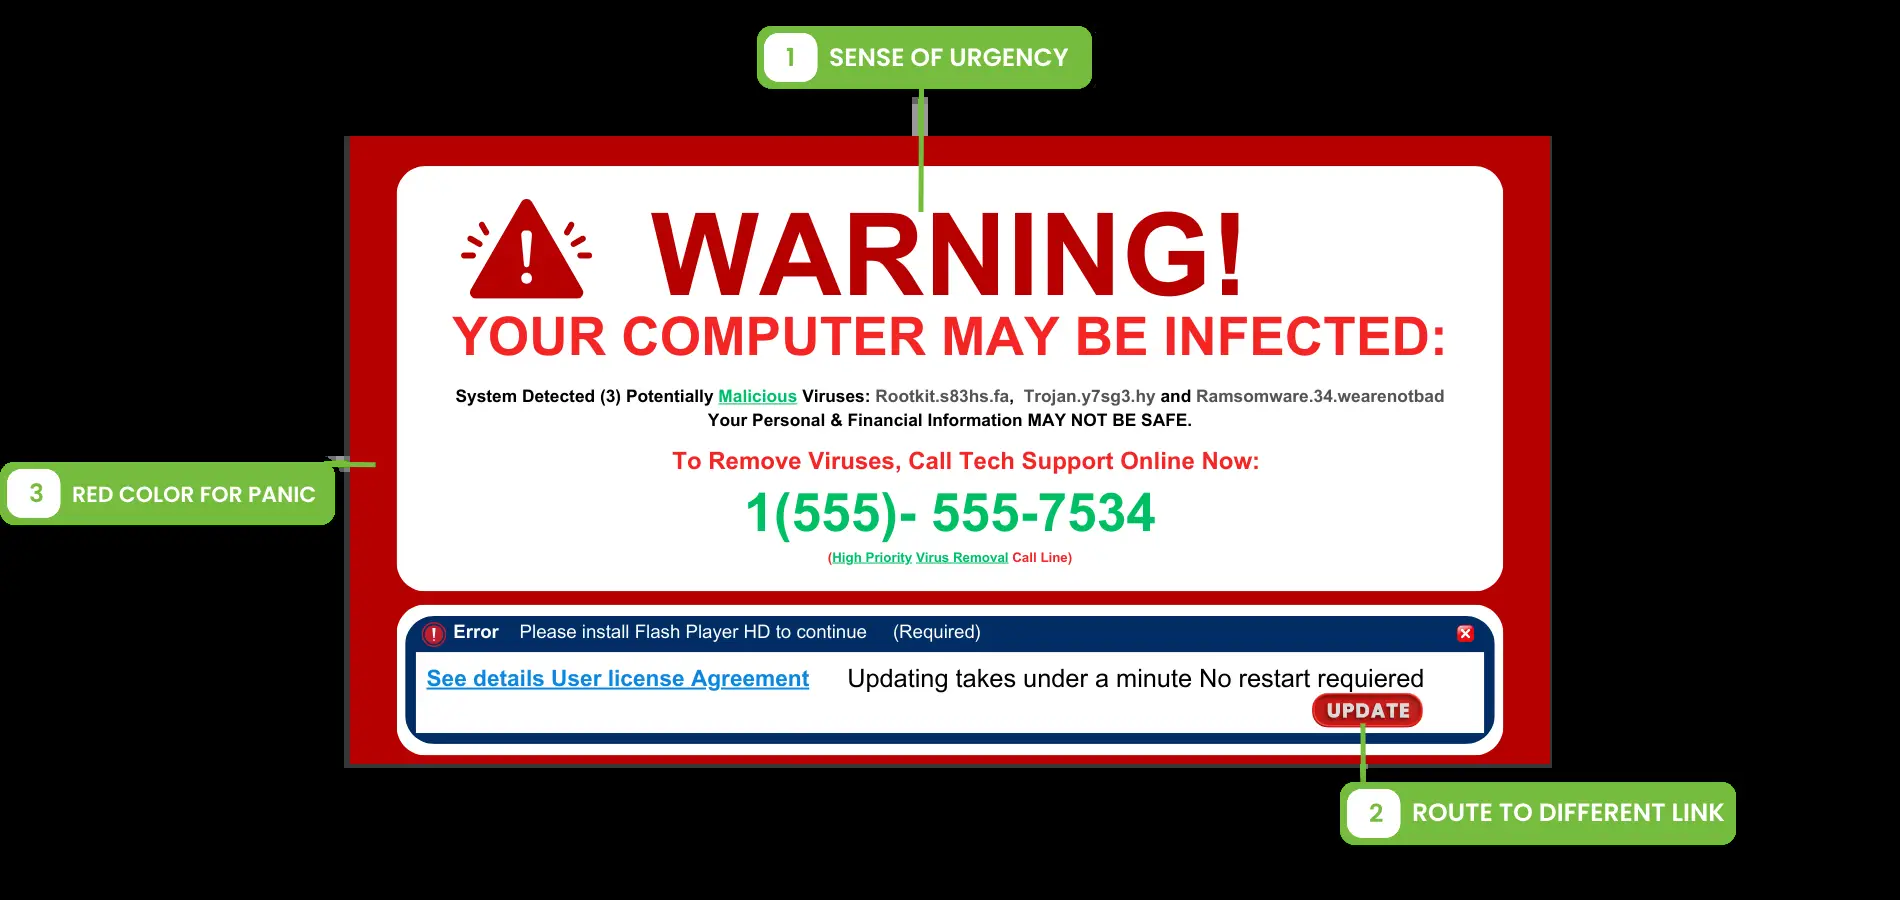 1 SENSE OF URGENCY
WARNING!
YOUR COMPUTER MAY BE INFECTED:
System Detected (3) Potentially Malicious Viruses: Rootkit.s83hs.fa, Trojan.y7sg3.hy and Ramsomware.34.wearenotbad
Your Personal & Financial Information MAY NOT BE SAFE.
To Remove Viruses, Call Tech Support Online Now:
3 RED COLOR FOR PANIC
1(555)- 555-7534
(High Priority Virus Removal Call Line)
Error Please install Flash Player HD to continue (Required)
See details User license Agreement Updating takes under a minute No restart requiered
UPDATE
2 ROUTE TO DIFFERENT LINK